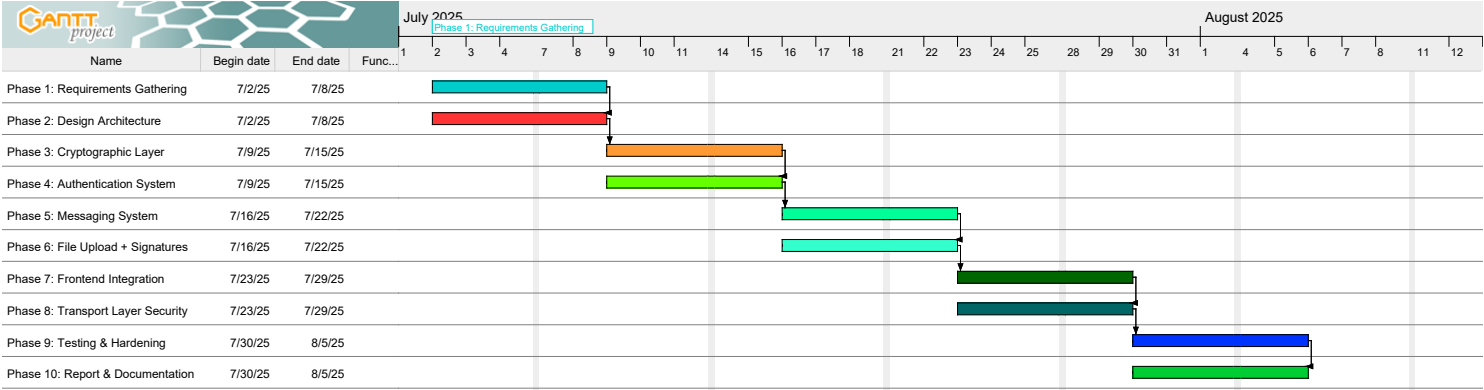 GANTT
project
July 2025
August 2025
Phase 1: Requirements Gathering
1 2 3 4 7 8 9 10 11 14 15 16 17 18 21 22 23 24 25 28 29 30 31 1 4 5 6 7 8 11 12
Name Begin date End date Func...
Phase 1: Requirements Gathering 7/2/25 7/8/25
Phase 2: Design Architecture 7/2/25 7/8/25
Phase 3: Cryptographic Layer 7/9/25 7/15/25
Phase 4: Authentication System 7/9/25 7/15/25
Phase 5: Messaging System 7/16/25 7/22/25
Phase 6: File Upload + Signatures 7/16/25 7/22/25
Phase 7: Frontend Integration 7/23/25 7/29/25
Phase 8: Transport Layer Security 7/23/25 7/29/25
Phase 9: Testing & Hardening 7/30/25 8/5/25
Phase 10: Report & Documentation 7/30/25 8/5/25